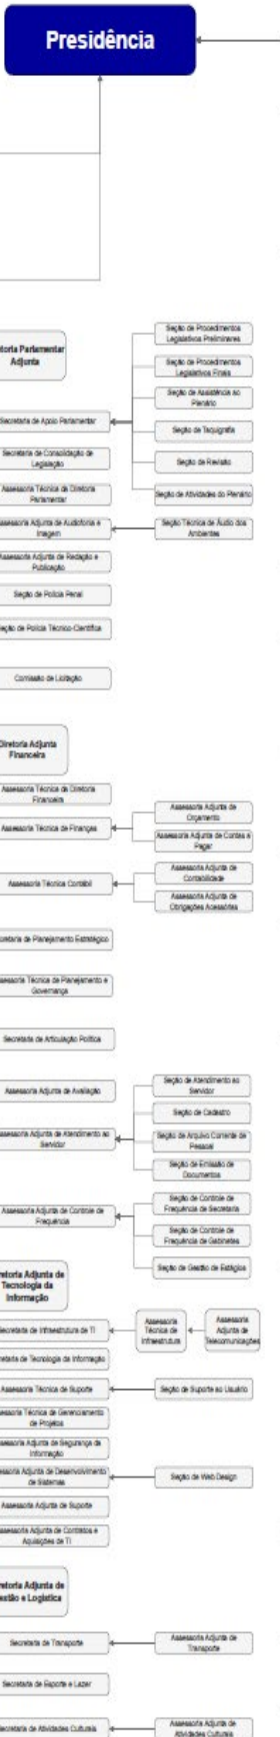 Presidência
Seção de Procedimentos
Legislativos Preliminares
toria Parlamentar
Adjunta
Seção de Procedimentos
Legislativos Finais
Seção de Assistência ao
Plenário
Secretaria de Apoio Parlamentar
Seção de Taquigrafia
Secretaria de Consolidação de
Legislação
Seção de Revisão
Assessoria Técnica da Diretoria
Parlamentar
Seção de Atividades do Plenário
Assessoria Adjunta de Audiofonia e
Imagem
Seção Técnica de Áudio dos
Ambientes
Assessoria Adjunta de Redação e
Publicação
Seção de Polícia Penal
Seção de Polícia Técnico-Científica
Comissão de Licitação
Diretoria Adjunta
Financeira
Assessoria Técnica da Diretoria
Financeira
Assessoria Adjunta de
Orçamento
Assessoria Técnica de Finanças
Assessoria Adjunta de Contas a
Pagar
Assessoria Adjunta de
Contabilidade
Assessoria Técnica Contábil
Assessoria Adjunta de
Obrigações Acessórias
cretaria de Planejamento Estratégico
ssessoria Técnica de Planejamento e
Governança
Secretaria de Articulação Política
Assessoria Adjunta de Avaliação
Seção de Atendimento ao
Servidor
Seção de Cadastro
Assessoria Adjunta de Atendimento ao
Servidor
Seção de Arquivo Corrente de
Pessoal
Seção de Emissão de
Documentos
Seção de Controle de
Frequência de Secretaria
Assessoria Adjunta de Controle de
Frequência
Seção de Controle de
Frequência de Gabinetes
Seção de Gestão de Estágios
retoria Adjunta de
Tecnologia da
Informação
Secretaria de Infraestrutura de TI
Assessoria
Técnica de
Infraestrutura
Assessoria
Adjunta de
Telecomunicações
retaria de Tecnologia da Informação
Assessoria Técnica de Suporte
Seção de Suporte ao Usuário
ssessoria Técnica de Gerenciamento
de Projetos
Assessoria Adjunta de Segurança da
Informação
ssoria Adjunta de Desenvolvimento
de Sistemas
Seção de Web Design
Assessoria Adjunta de Suporte
Assessoria Adjunta de Contratos e
Aquisições de TI
retoria Adjunta de
estão e Logística
Secretaria de Transporte
Assessoria Adjunta de
Transporte
Secretaria de Esporte e Lazer
Secretaria de Atividades Culturais
Assessoria Adjunta de
Atividades Culturais